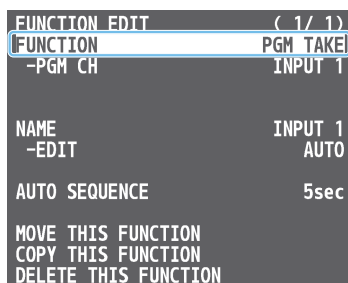 FUNCTION EDIT ( 1/ 1)
FUNCTION PGM TAKE
-PGM CH INPUT 1
NAME INPUT 1
-EDIT AUTO
AUTO SEQUENCE 5sec
MOVE THIS FUNCTION
COPY THIS FUNCTION
DELETE THIS FUNCTION